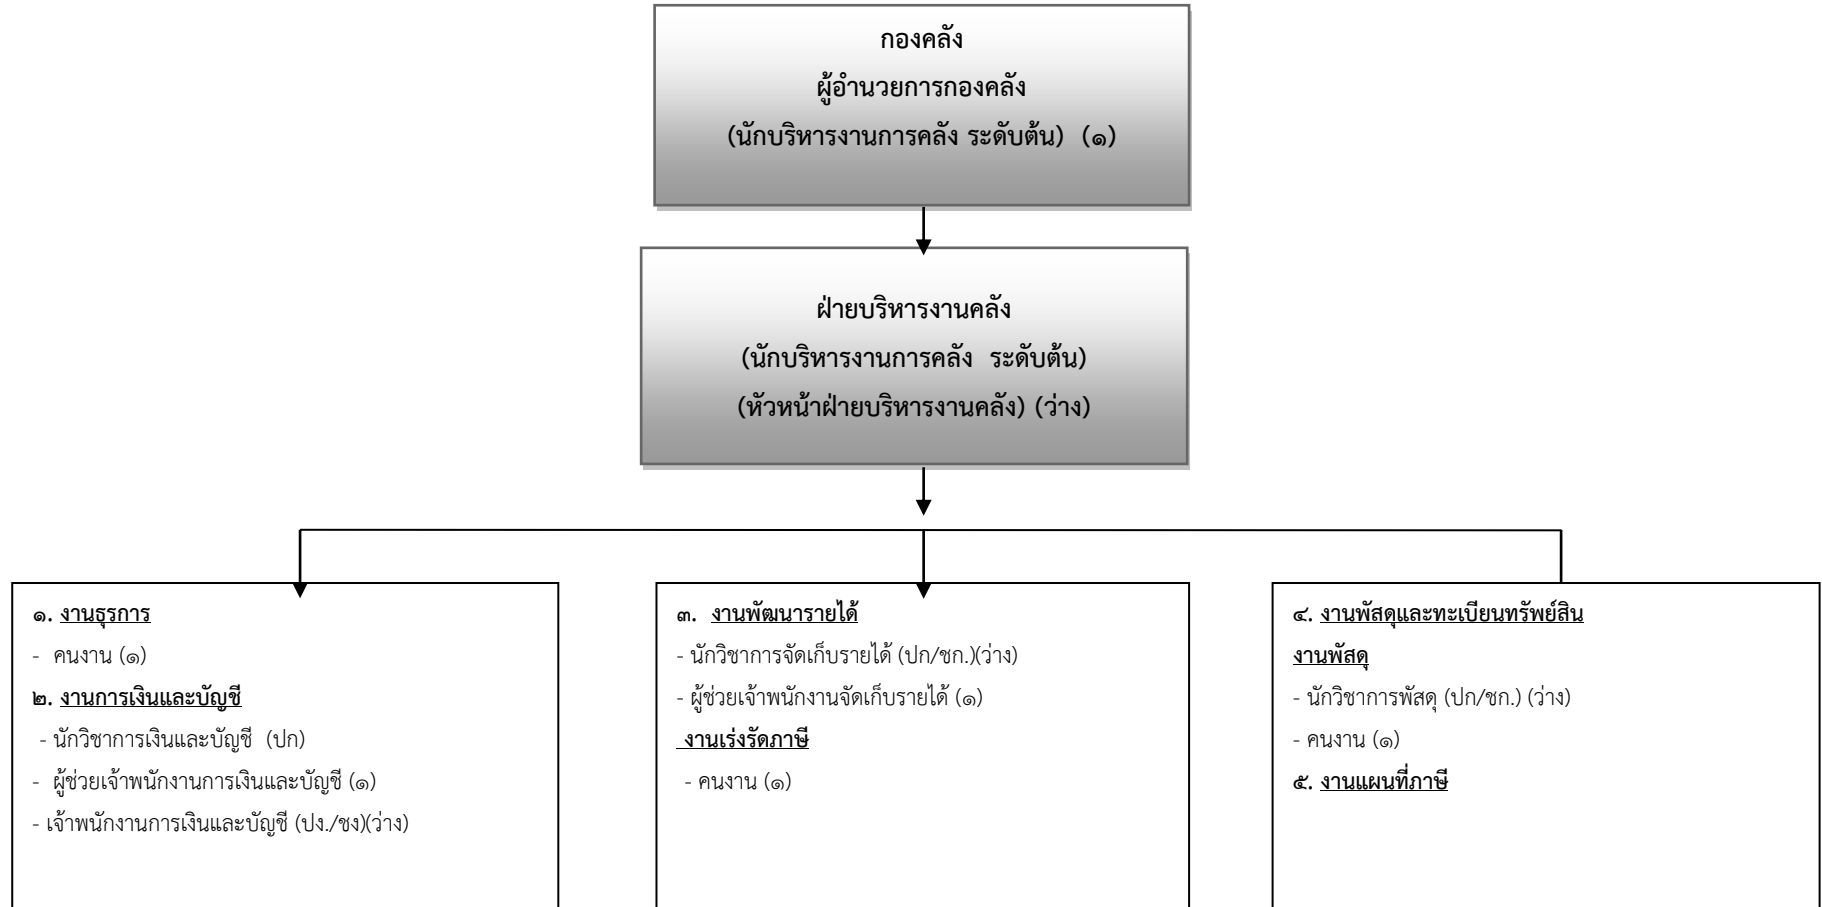 กองคลัง
ผู้อำนวยการกองคลัง
(นักบริหารงานการคลัง ระดับต้น) (๑)
ฝ่ายบริหารงานคลัง
(นักบริหารงานการคลัง ระดับต้น)
(หัวหน้าฝ่ายบริหารงานคลัง) (ว่าง)
๑. งานธุรการ
- คนงาน (๑)
๒. งานการเงินและบัญชี
- นักวิชาการเงินและบัญชี (ปก)
- ผู้ช่วยเจ้าพนักงานการเงินและบัญชี (๑)
- เจ้าพนักงานการเงินและบัญชี (ปง./ชง)(ว่าง)
๓. งานพัฒนารายได้
- นักวิชาการจัดเก็บรายได้ (ปก/ชก.)(ว่าง)
- ผู้ช่วยเจ้าพนักงานจัดเก็บรายได้ (๑)
งานเร่งรัดภาษี
- คนงาน (๑)
๔. งานพัสดุและทะเบียนทรัพย์สิน
งานพัสดุ
- นักวิชาการพัสดุ (ปก/ชก.) (ว่าง)
- คนงาน (๑)
๕. งานแผนที่ภาษี